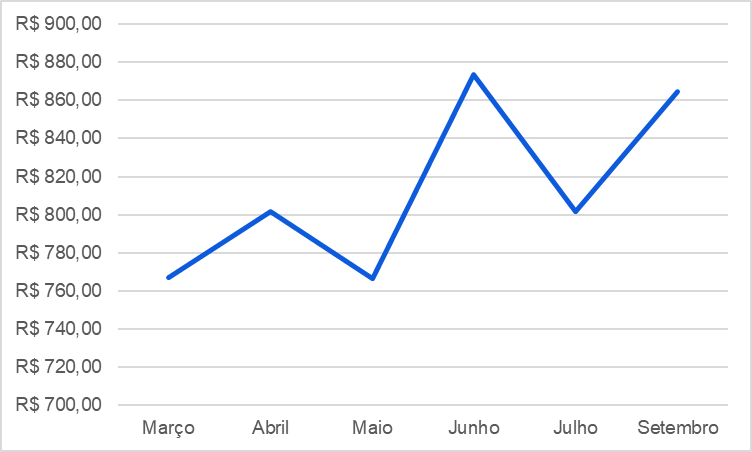 R$ 900,00
R$ 880,00
R$ 860,00
R$ 840,00
R$ 820,00
R$ 800,00
R$ 780,00
R$ 760,00
R$ 740,00
R$ 720,00
R$ 700,00
Março Abril Maio Junho Julho Setembro